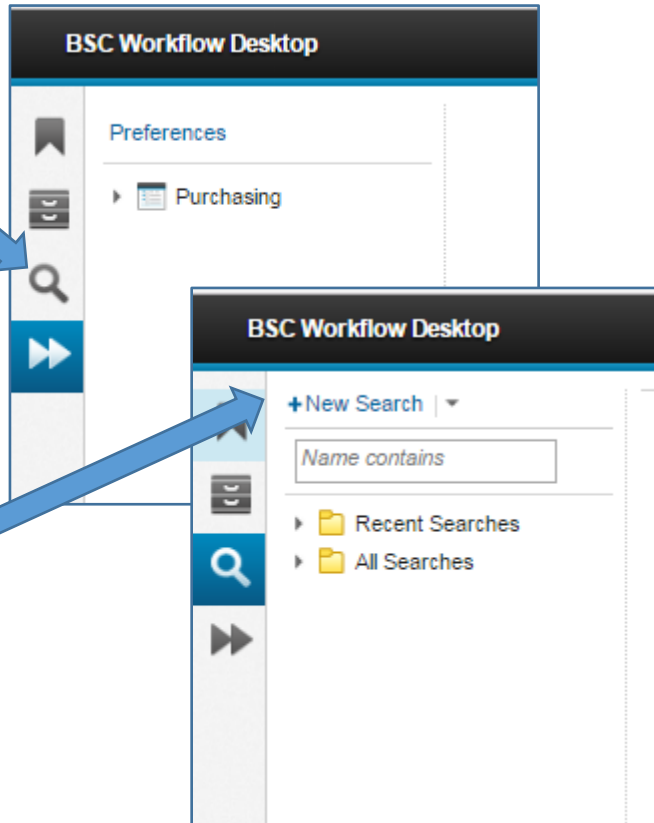 BSC Workflow Desktop
Preferences
Purchasing
BSC Workflow Desktop
+New Search
Name contains
Recent Searches
All Searches